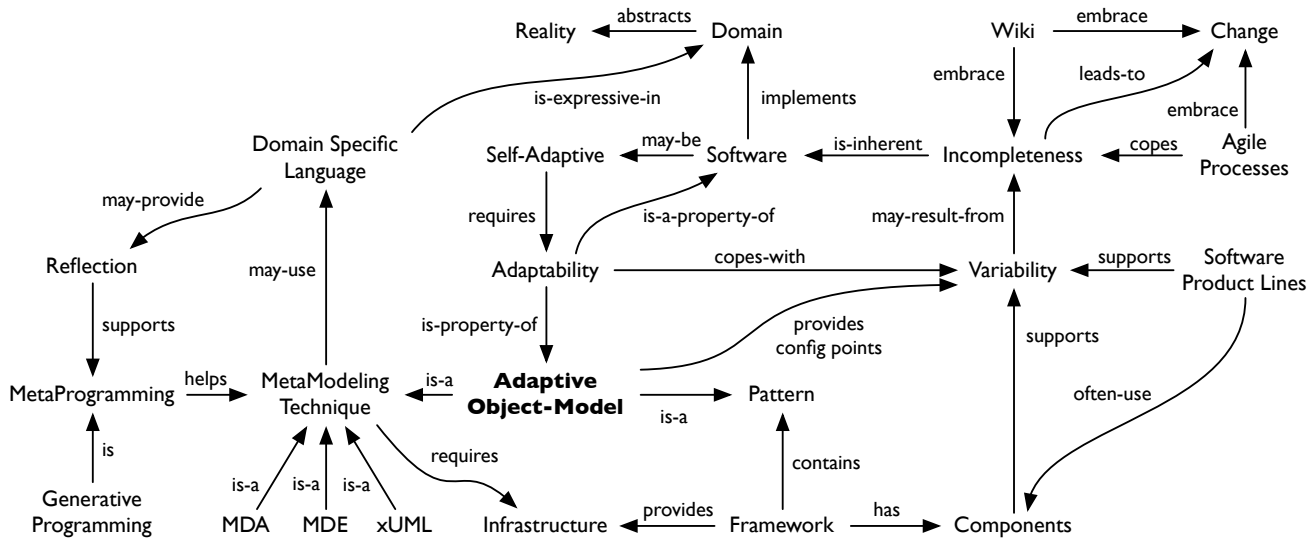 Reality
abstracts
Domain
Wiki
embrace
Change
is-expressive-in
implements
embrace
leads-to
embrace
Domain Specific
Language
Self-Adaptive
may-be
Software
is-inherent
Incompleteness
copes
Agile
Processes
may-provide
requires
is-a-property-of
may-result-from
Reflection
may-use
Adaptability
copes-with
Variability
supports
Software
Product Lines
supports
is-property-of
provides
config points
supports
MetaProgramming
helps
MetaModeling
Technique
is-a
Adaptive
Object-Model
is-a
Pattern
often-use
is
is-a
is-a
is-a
requires
contains
Generative
Programming
MDA
MDE
xUML
Infrastructure
provides
Framework
has
Components